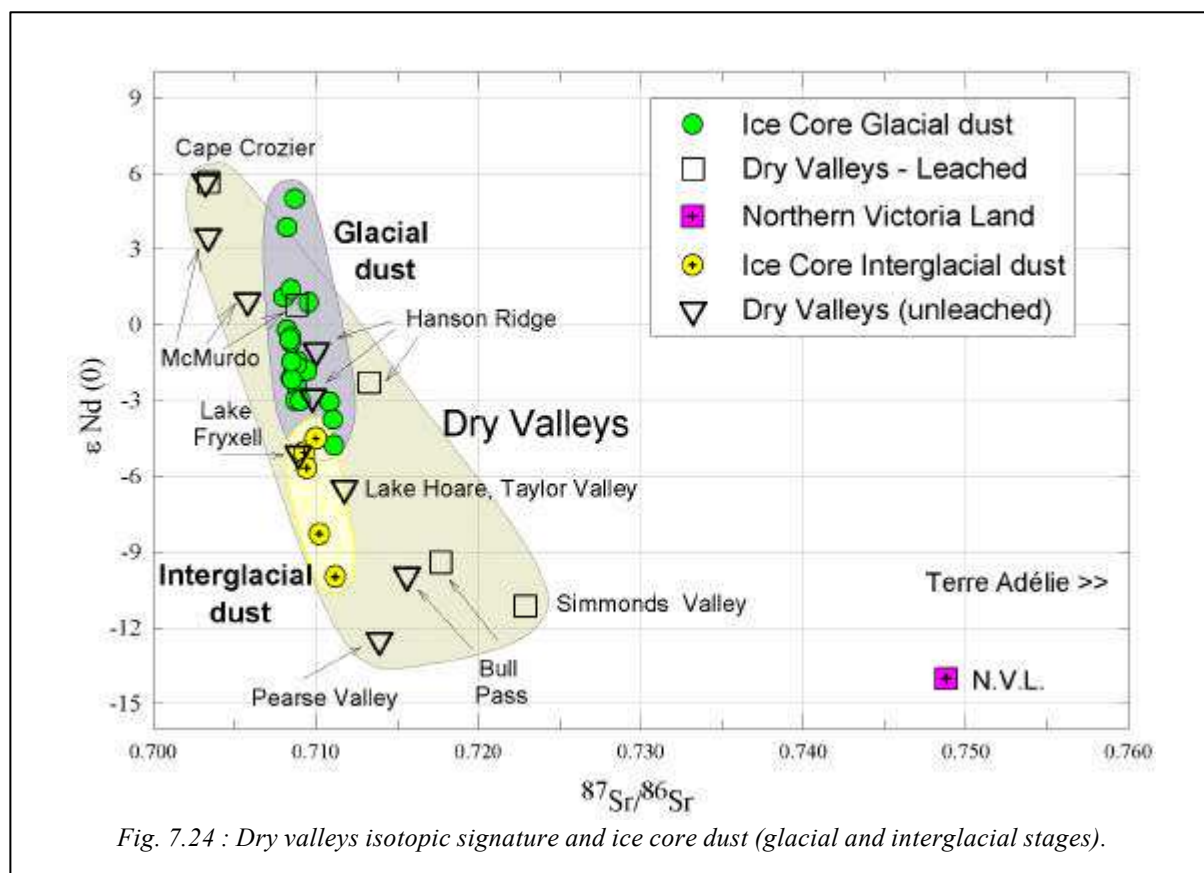 9
6
3
0
-3
-6
-9
-12
-15
ε Nd (0)
Cape Crozier
Glacial
dust
McMurdo
Hanson Ridge
Lake
Fryxell
Dry Valleys
Lake Hoare, Taylor Valley
Interglacial
dust
Simmonds Valley
Pearse Valley
Bull
Pass
Terre Adélie >>
N.V.L.
Ice Core Glacial dust
Dry Valleys - Leached
Northern Victoria Land
Ice Core Interglacial dust
Dry Valleys (unleached)
0.700 0.710 0.720 0.730 0.740 0.750 0.760
⁸⁷Sr/⁸⁶Sr
Fig. 7.24 : Dry valleys isotopic signature and ice core dust (glacial and interglacial stages).